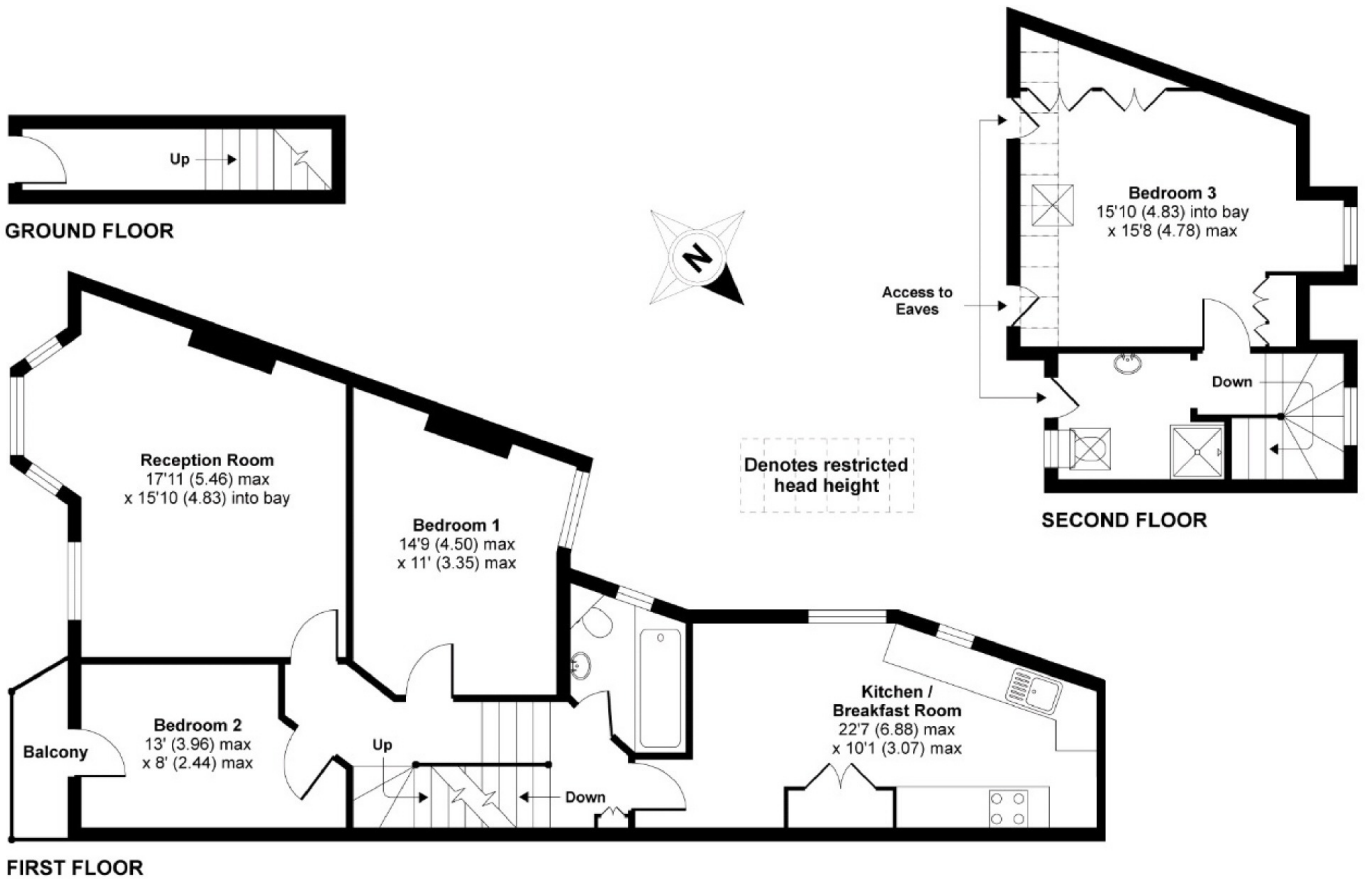 Up
GROUND FLOOR
N
Bedroom 3
15'10 (4.83) into bay
x 15'8 (4.78) max
Access to
Eaves
Down
SECOND FLOOR
Denotes restricted
head height
Reception Room
17'11 (5.46) max
x 15'10 (4.83) into bay
Bedroom 1
14'9 (4.50) max
x 11' (3.35) max
Bedroom 2
13' (3.96) max
x 8' (2.44) max
Balcony
Up
Down
Kitchen /
Breakfast Room
22'7 (6.88) max
x 10'1 (3.07) max
FIRST FLOOR